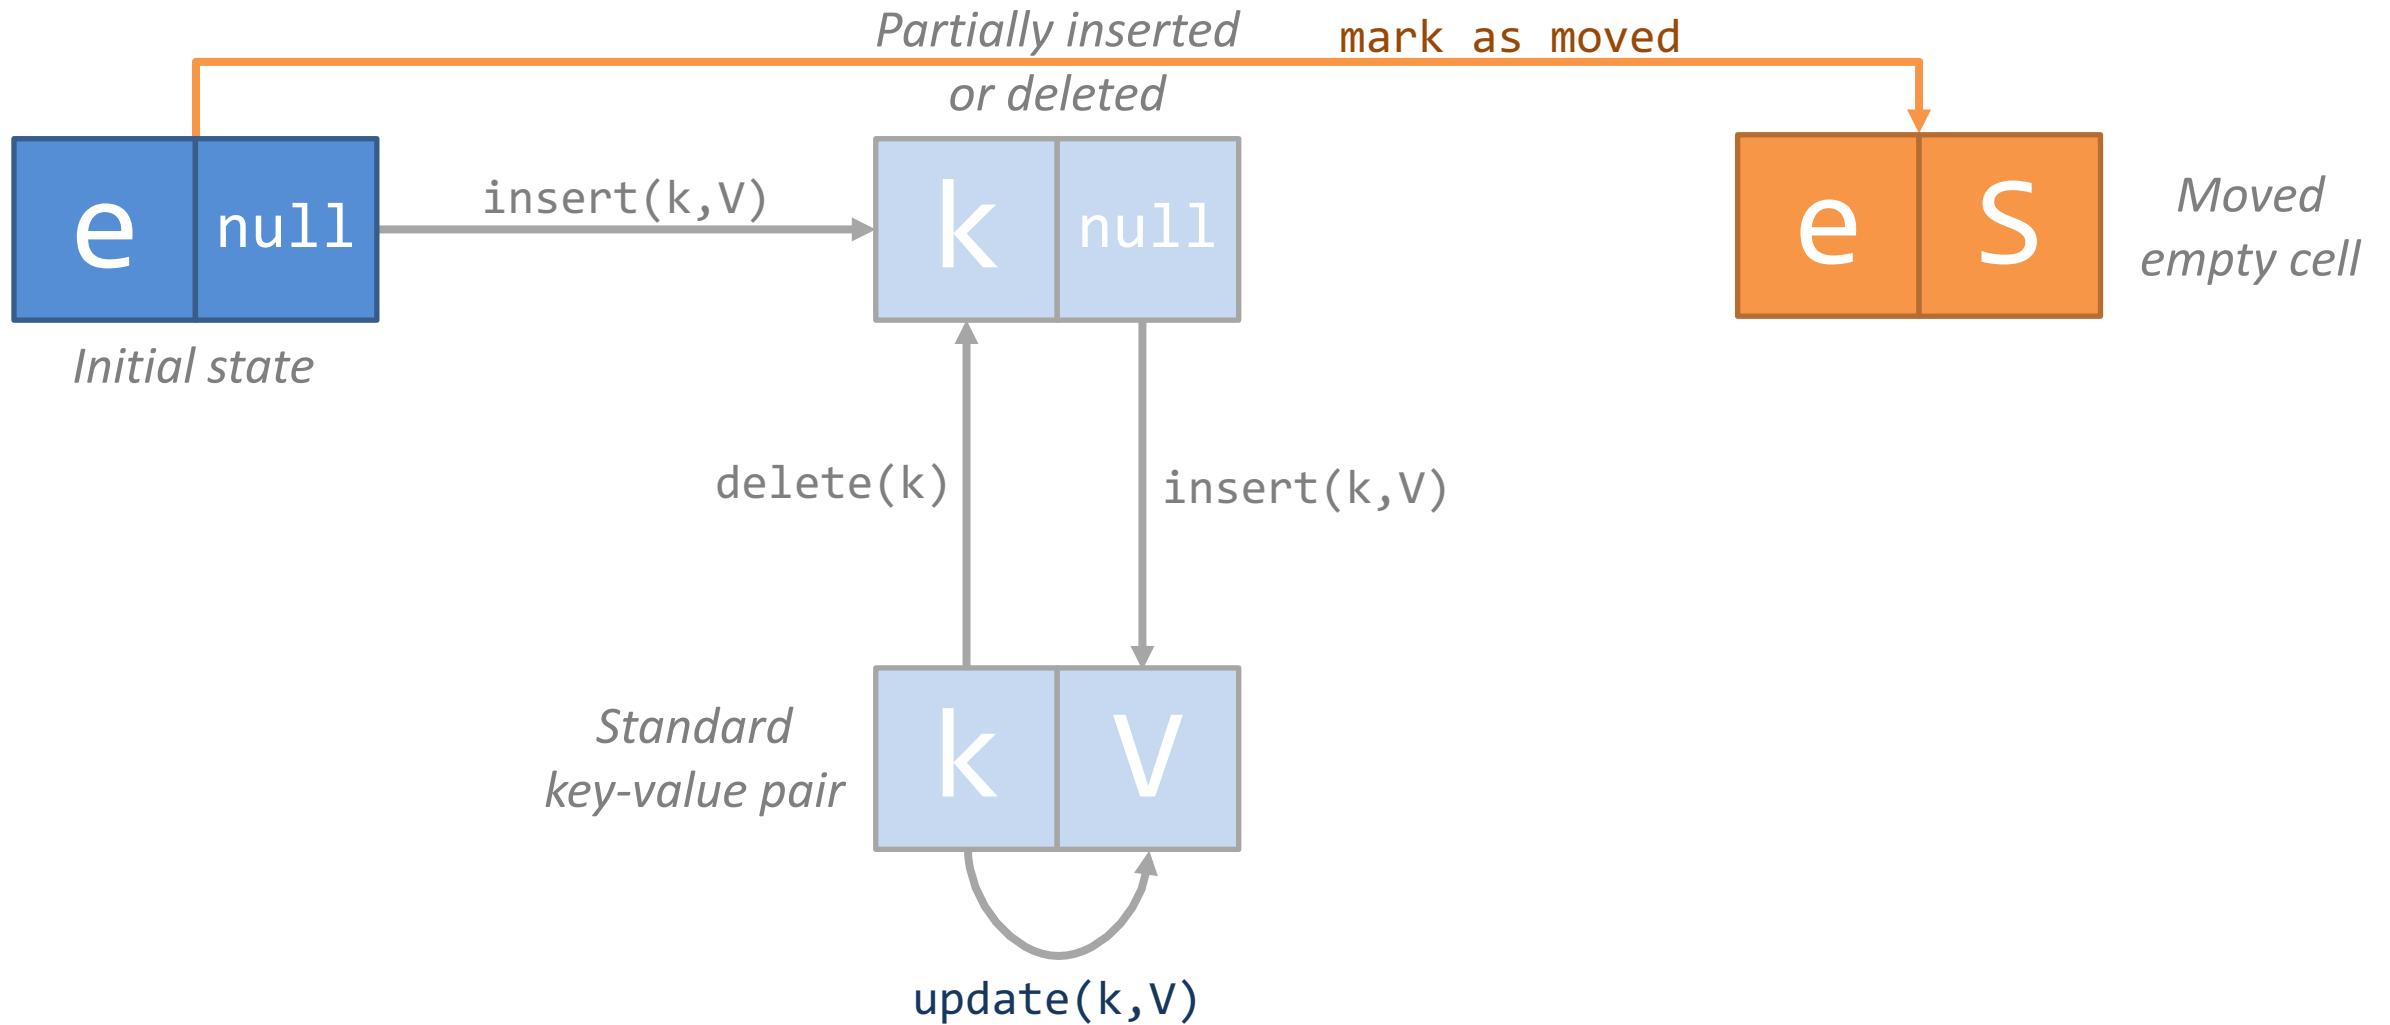 Partially inserted
or deleted
mark as moved
e null
insert(k,V)
k null
e S
Moved
empty cell
Initial state
delete(k)
insert(k,V)
Standard
key-value pair
k V
update(k,V)